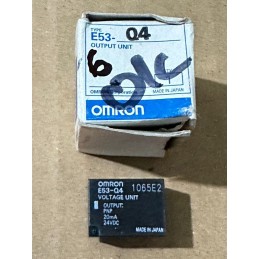 TYPE
E53-Q4
OUTPUT UNIT
6 OK
MADE IN JAPAN
OMRON
OMRON
E53-Q4 1065E2
VOLTAGE UNIT
OUTPUT:
PNP
20mA
24VDC
MADE IN JAPAN